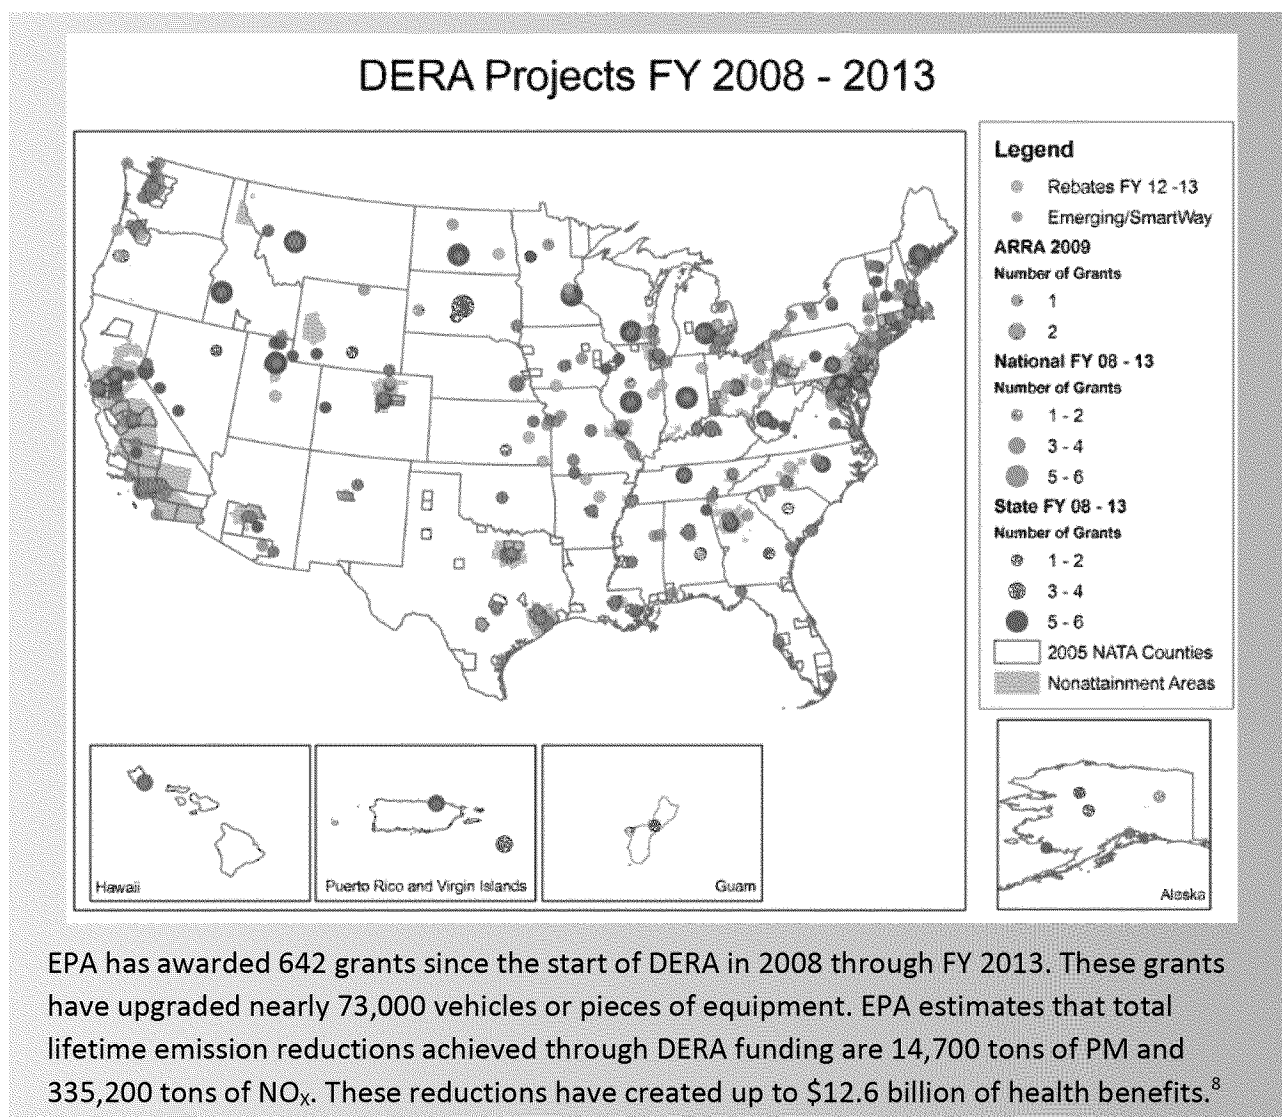 DERA Projects FY 2008 - 2013
Legend
Rebates FY 12 -13
Emerging/SmartWay
ARRA 2009
Number of Grants
1
2
National FY 08 - 13
Number of Grants
1 - 2
3 - 4
5 - 6
State FY 08 - 13
Number of Grants
1 - 2
3 - 4
5 - 6
2005 NATA Counties
Nonattainment Areas
Hawaii
Puerto Rico and Virgin Islands
Guam
Alaska
EPA has awarded 642 grants since the start of DERA in 2008 through FY 2013. These grants
have upgraded nearly 73,000 vehicles or pieces of equipment. EPA estimates that total
lifetime emission reductions achieved through DERA funding are 14,700 tons of PM and
335,200 tons of NOₓ. These reductions have created up to $12.6 billion of health benefits.⁸